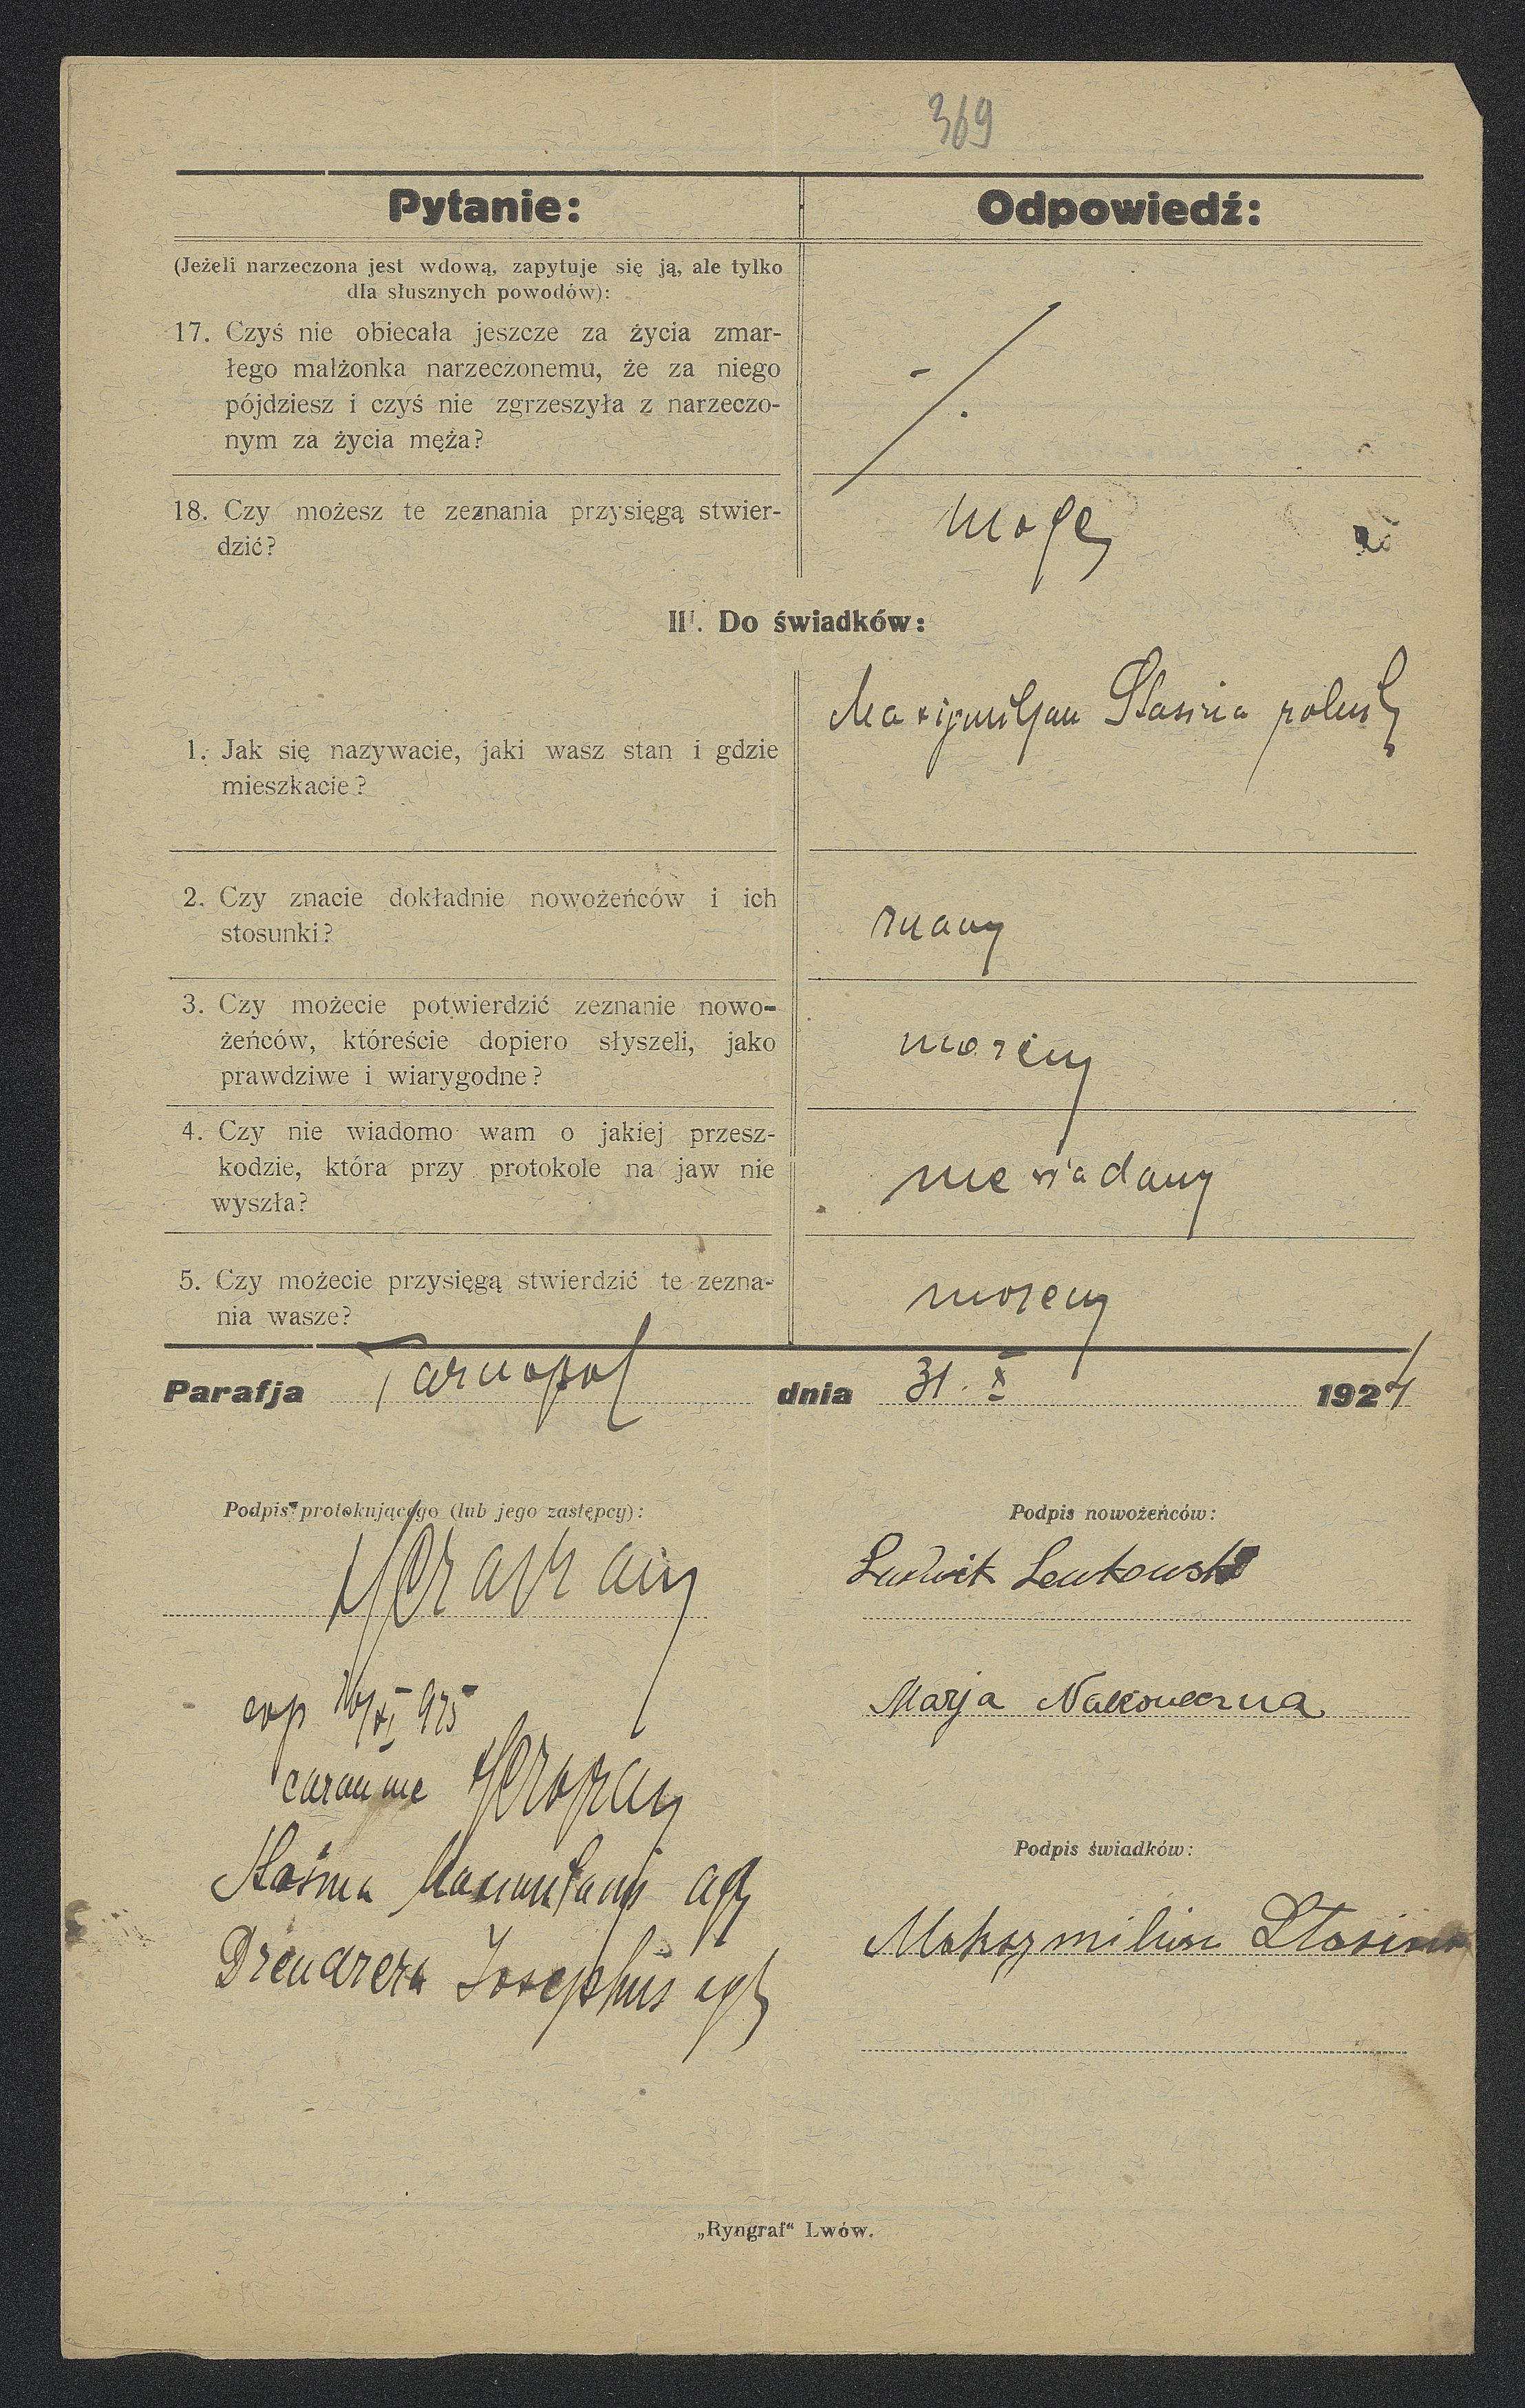 369
Pytanie:
Odpowiedź:
(Jeżeli narzeczona jest wdową, zapytuje się ją, ale tylko
dla słusznych powodów):
17. Czyś nie obiecała jeszcze za życia zmar-
łego małżonka narzeczonemu, że za niego
pójdziesz i czyś nie zgrzeszyła z narzeczo-
nym za życia męża?
18. Czy możesz te zeznania przysięgą stwier-
dzić?
mogę
III. Do świadków:
1. Jak się nazywacie, jaki wasz stan i gdzie
mieszkacie?
2. Czy znacie dokładnie nowożeńców i ich
stosunki?
znamy
3. Czy możecie potwierdzić zeznanie nowo-
żeńców, któreście dopiero słyszeli, jako
prawdziwe i wiarygodne?
możemy
4. Czy nie wiadomo wam o jakiej przesz-
kodzie, która przy protokole na jaw nie
wyszła?
nie
5. Czy możecie przysięgą stwierdzić te zezna-
nia wasze?
możemy
Parafja Tarnopol dnia 31. X 1924
Podpis protokującego (lub jego zastępcy):
Podpis nowożeńców:
Ludwik
Marja
cop
Podpis świadków:
Josephus
„Ryngraf“ Lwów.